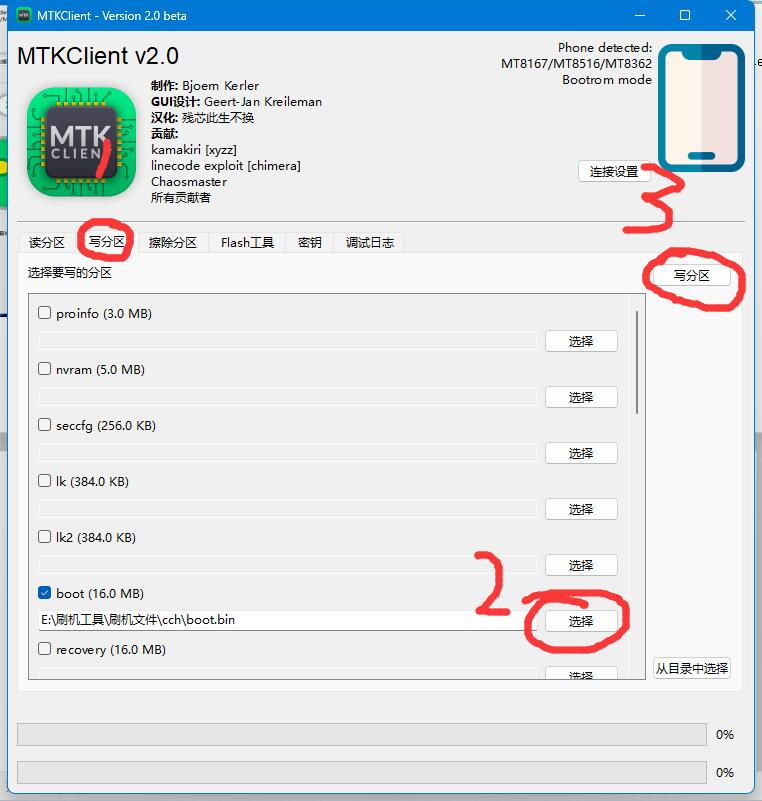 MTKClient - Version 2.0 beta
MTKClient v2.0
Phone detected:
MT8167/MT8516/MT8362
Bootrom mode
制作: Bjoern Kerler
GUI设计: Geert-Jan Kreileman
汉化: 残芯此生不换
贡献:
kamakiri [xyzz]
linecode exploit [chimera]
Chaosmaster
所有贡献者
MTK
CLIEN
1
连接设置
3
读分区 写分区 擦除分区 Flash工具 密钥 调试日志
选择要写的分区
写分区
proinfo (3.0 MB)
选择
nvram (5.0 MB)
选择
seccfg (256.0 KB)
选择
lk (384.0 KB)
选择
lk2 (384.0 KB)
选择
2
boot (16.0 MB)
E:\刷机工具\刷机文件\cch\boot.bin
选择
recovery (16.0 MB)
选择
从目录中选择
0%
0%